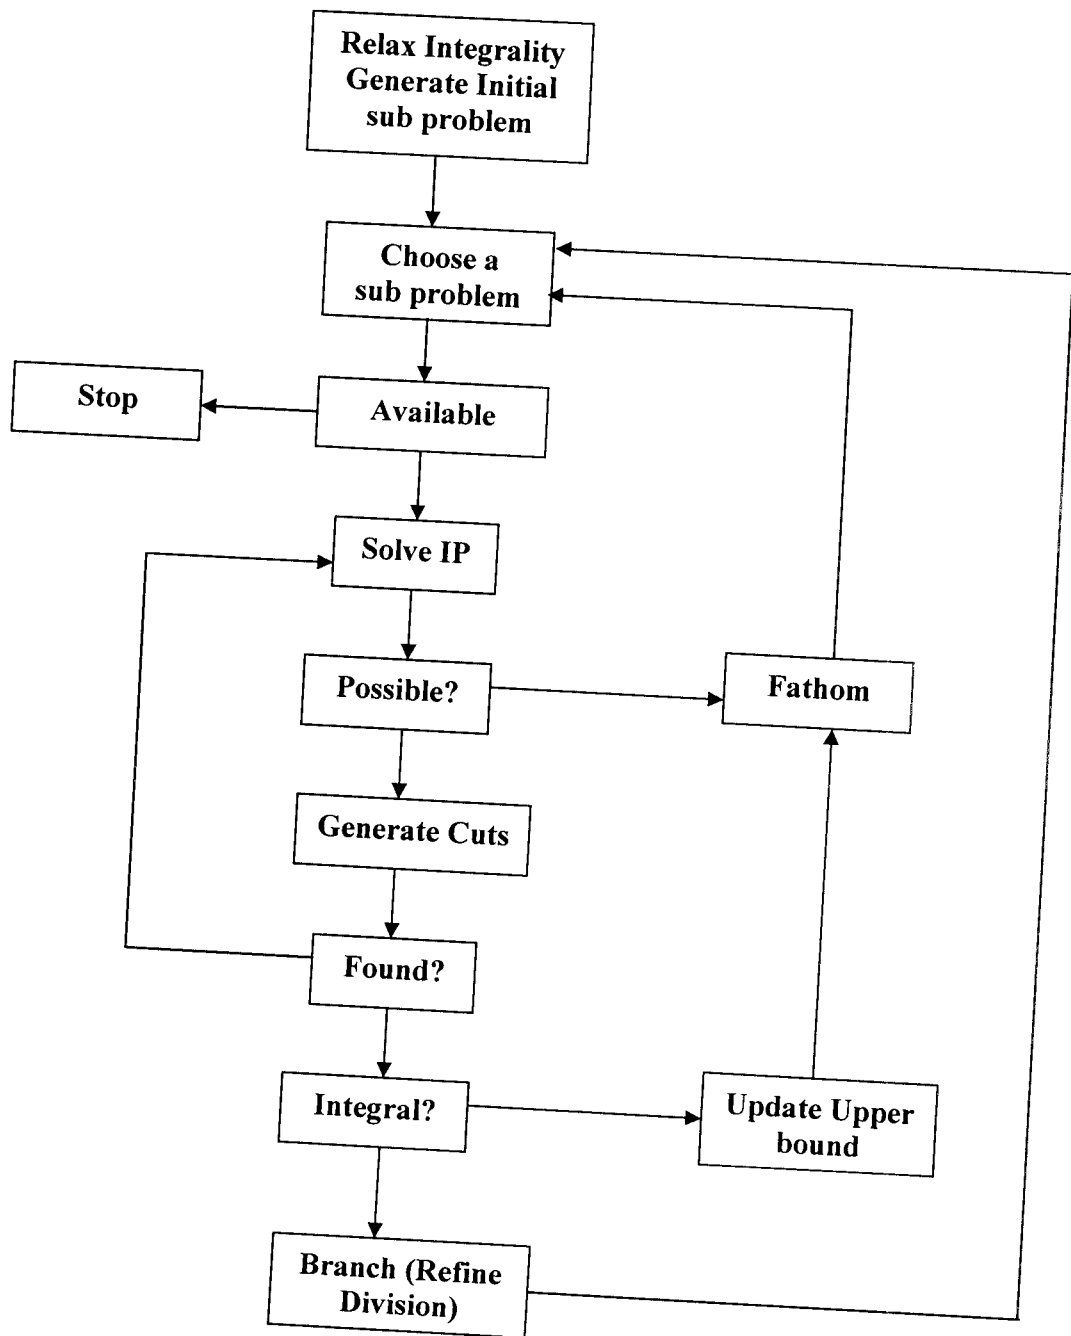 Relax Integrality
Generate Initial
sub problem
Choose a
sub problem
Stop
Available
Solve IP
Possible?
Fathom
Generate Cuts
Found?
Integral?
Update Upper
bound
Branch (Refine
Division)